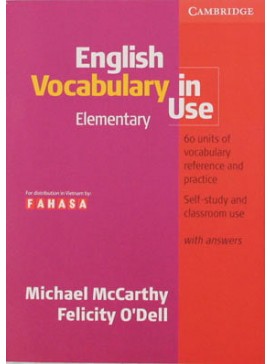 CAMBRIDGE
English
Vocabulary in
Use
Elementary
60 units of
vocabulary
reference and
practice
Self-study and
classroom use
with answers
For distribution in Vietnam by:
FAHASA
Michael McCarthy
Felicity O'Dell